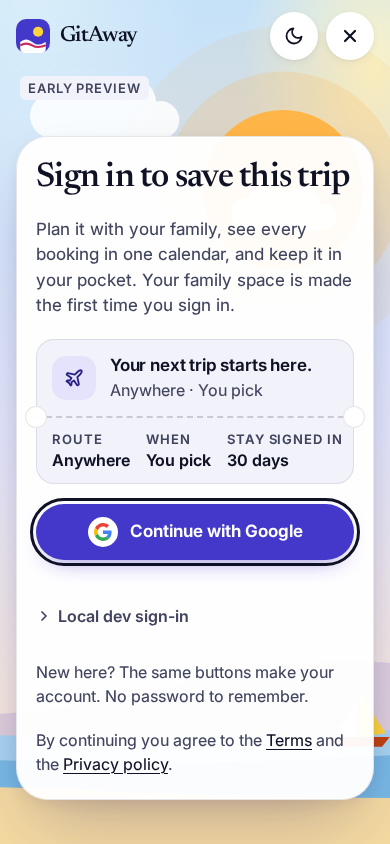 GitAway
EARLY PREVIEW
Sign in to save this trip
Plan it with your family, see every
booking in one calendar, and keep it in
your pocket. Your family space is made
the first time you sign in.
Your next trip starts here.
Anywhere · You pick
ROUTE WHEN STAY SIGNED IN
Anywhere You pick 30 days
Continue with Google
Local dev sign-in
New here? The same buttons make your
account. No password to remember.
By continuing you agree to the Terms and
the Privacy policy.